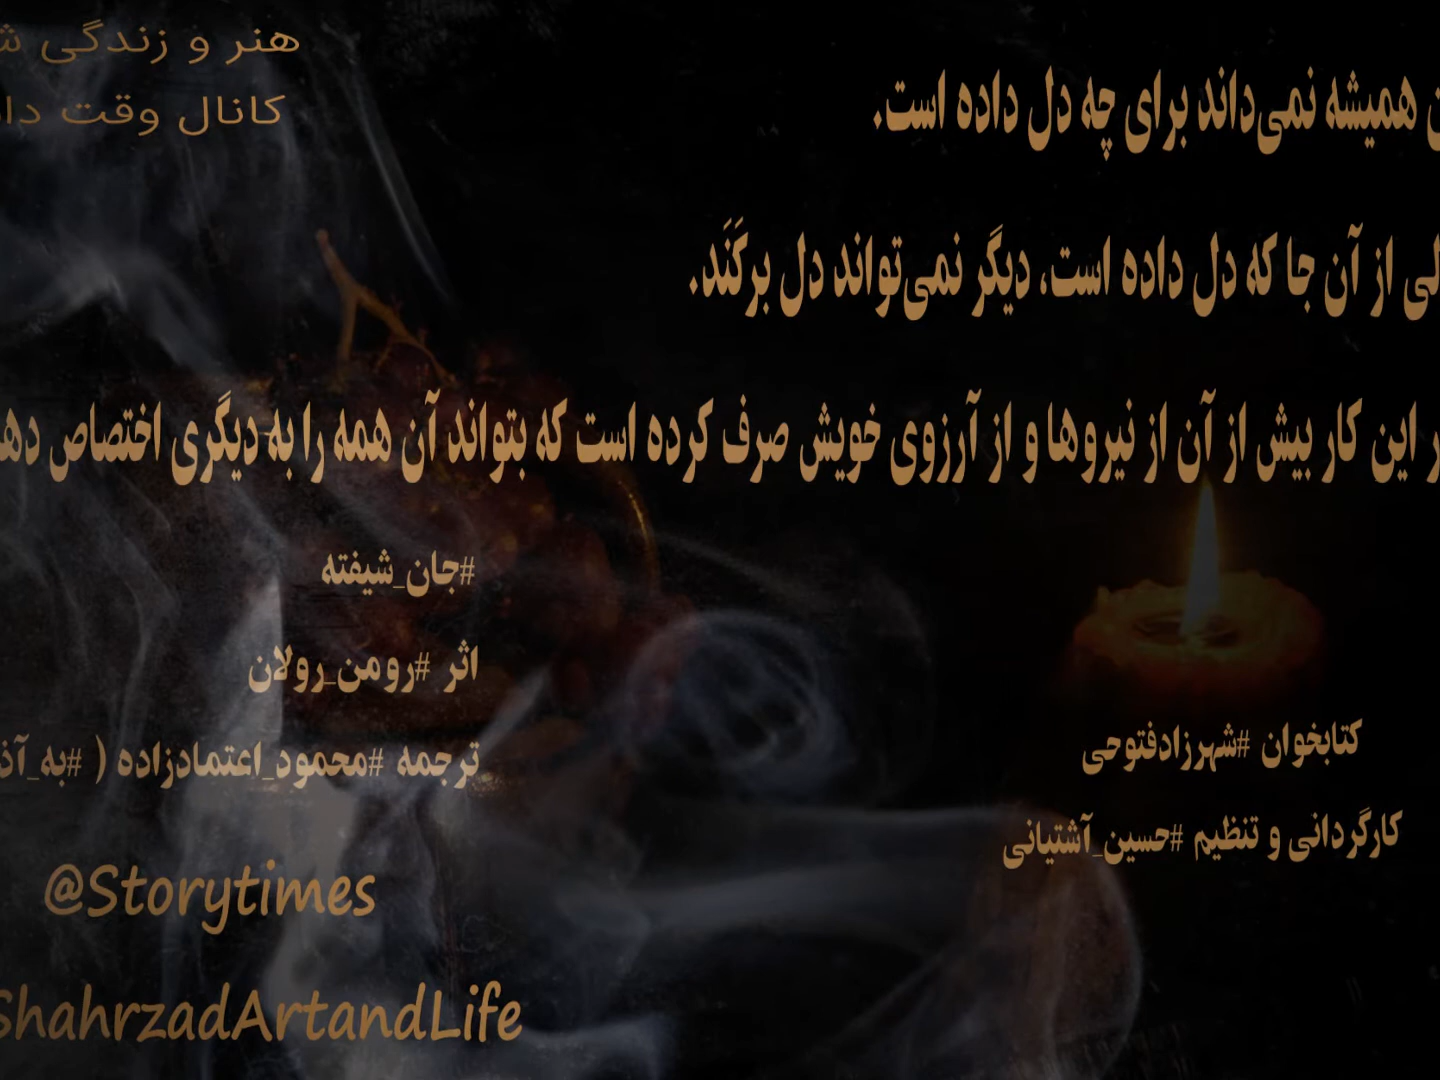 هنر و زندگی
کانال وقت
همیشه نمی‌داند برای چه دل داده است.
از آن جا که دل داده است، دیگر نمی‌تواند دل برکَنَد.
این کار بیش از آن از نیروها و از آرزوی خویش صرف کرده است که بتواند آن همه را به دیگری اختصاص
#جان_شیفته
اثر #رومن_رولان
ترجمه #محمود_اعتمادزاده ( #به_آذ
کتابخوان #شهرزادفتوحی
کارگردانی و تنظیم #حسین_آشتیانی
@Storytimes
ShahrzadArtandLife